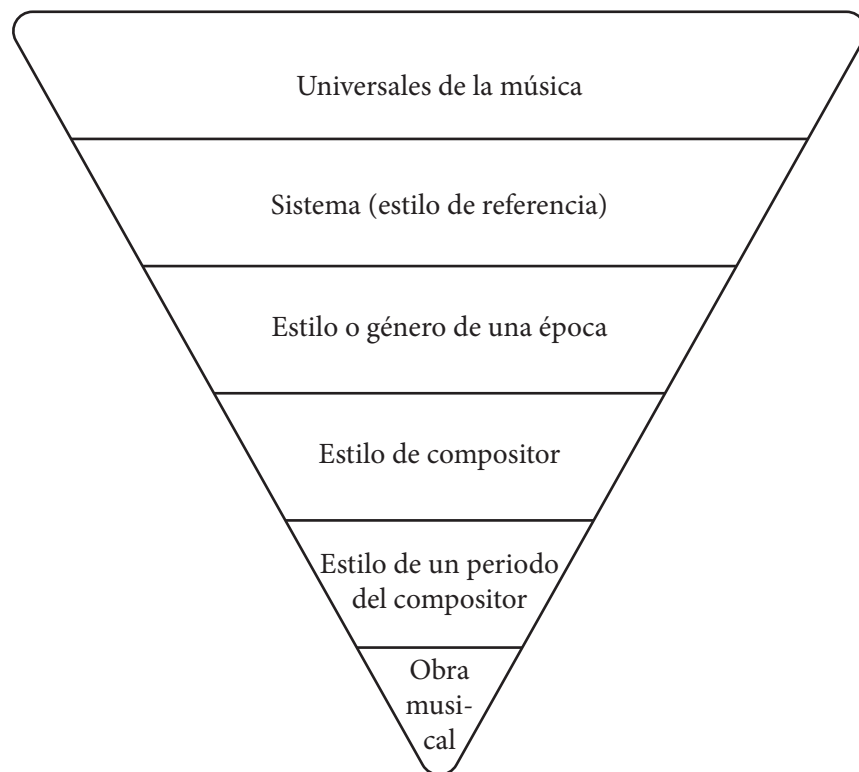 Universales de la música
Sistema (estilo de referencia)
Estilo o género de una época
Estilo de compositor
Estilo de un periodo
del compositor
Obra
musi-
cal